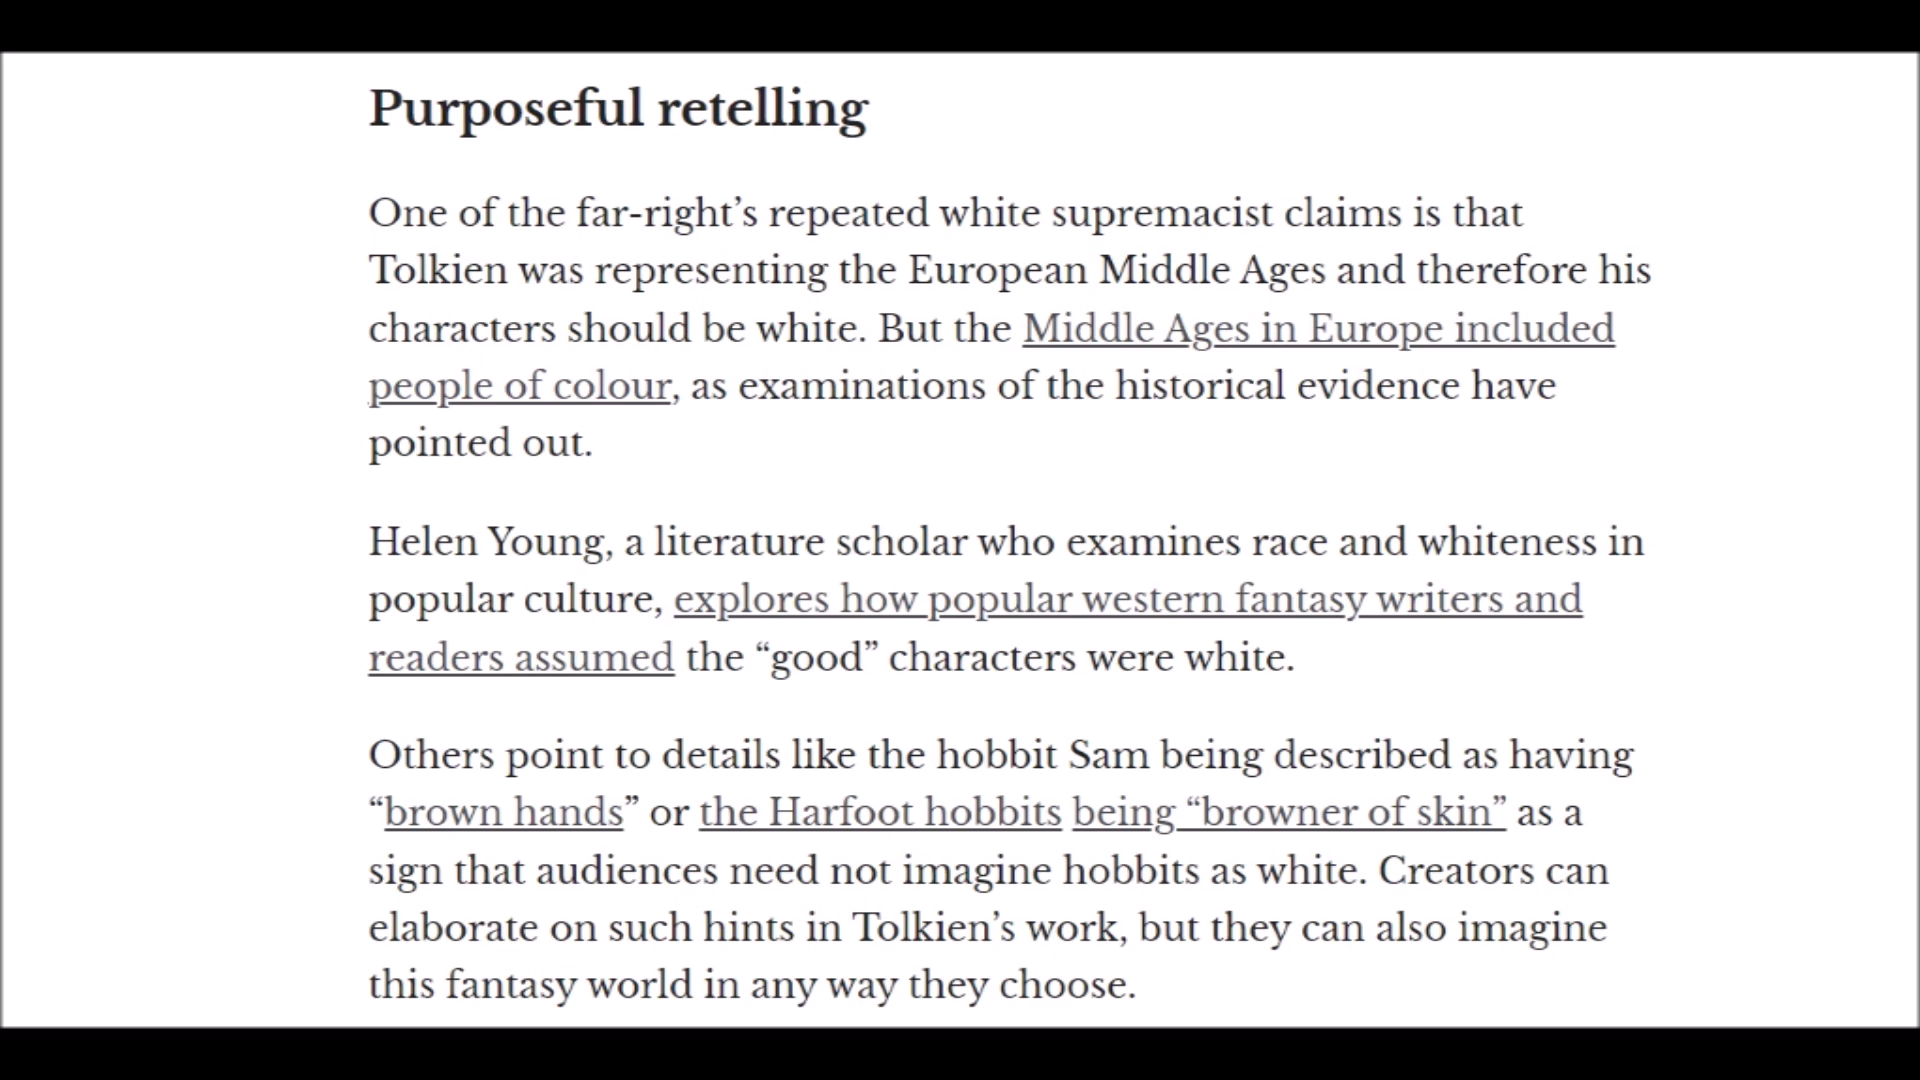 Purposeful retelling
One of the far-right’s repeated white supremacist claims is that
Tolkien was representing the European Middle Ages and therefore his
characters should be white. But the Middle Ages in Europe included
people of colour, as examinations of the historical evidence have
pointed out.
Helen Young, a literature scholar who examines race and whiteness in
popular culture, explores how popular western fantasy writers and
readers assumed the “good” characters were white.
Others point to details like the hobbit Sam being described as having
“brown hands” or the Harfoot hobbits being “browner of skin” as a
sign that audiences need not imagine hobbits as white. Creators can
elaborate on such hints in Tolkien’s work, but they can also imagine
this fantasy world in any way they choose.